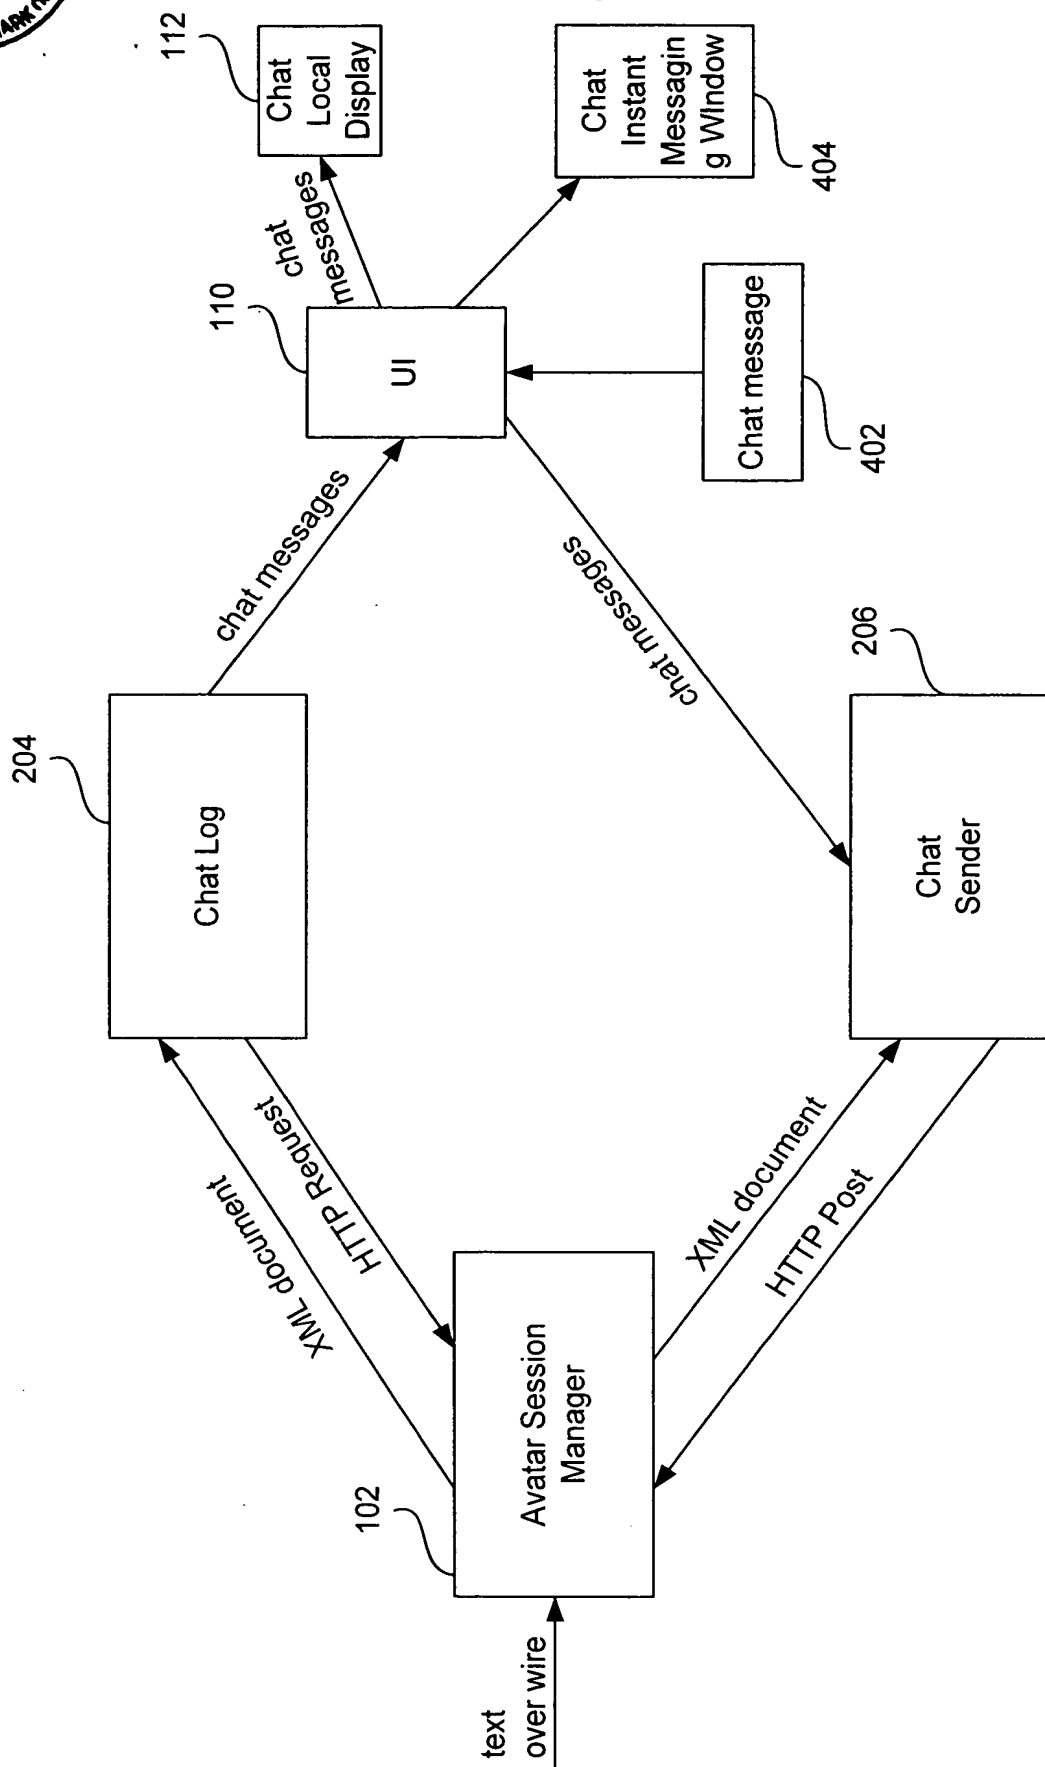 204
Chat Log
XML document
HTTP Request
chat messages
110
UI
112
Chat
Local
Display
chat
messages
102
Avatar Session
Manager
text
over wire
Chat
Instant
Messagin
g WIndow
404
Chat message
402
chat messages
XML document
HTTP Post
206
Chat
Sender